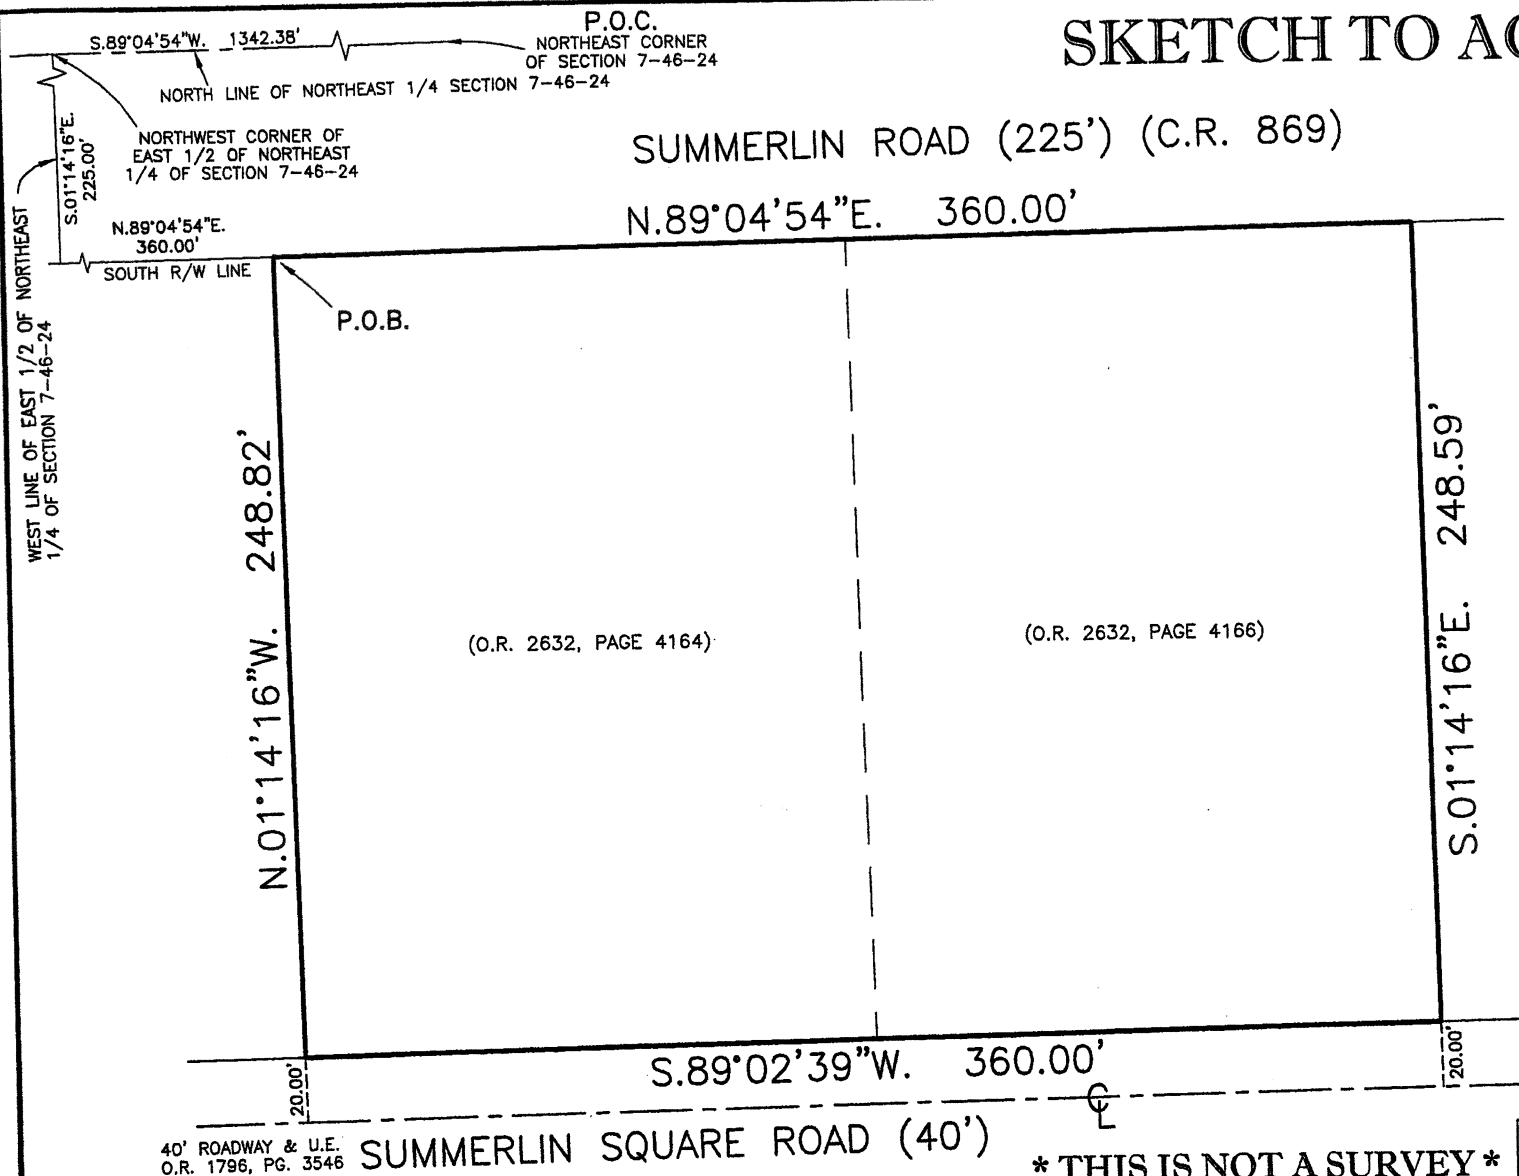 S.89°04'54"W. 1342.38'
P.O.C.
NORTHEAST CORNER
OF SECTION 7-46-24
SKETCH TO
NORTH LINE OF NORTHEAST 1/4 SECTION 7-46-24
S.01°14'16"E.
225.00'
NORTHWEST CORNER OF
EAST 1/2 OF NORTHEAST
1/4 OF SECTION 7-46-24
SUMMERLIN ROAD (225') (C.R. 869)
N.89°04'54"E. 360.00'
N.89°04'54"E.
360.00'
SOUTH R/W LINE
P.O.B.
WEST LINE OF EAST 1/2 OF NORTHEAST
1/4 OF SECTION 7-46-24
N.01°14'16"W. 248.82'
(O.R. 2632, PAGE 4164)
(O.R. 2632, PAGE 4166)
S.01°14'16"E. 248.59'
S.89°02'39"W. 360.00'
20.00'
20.00'
CL
40' ROADWAY & U.E.
O.R. 1796, PG. 3546
SUMMERLIN SQUARE ROAD (40')
* THIS IS NOT A SURVEY *